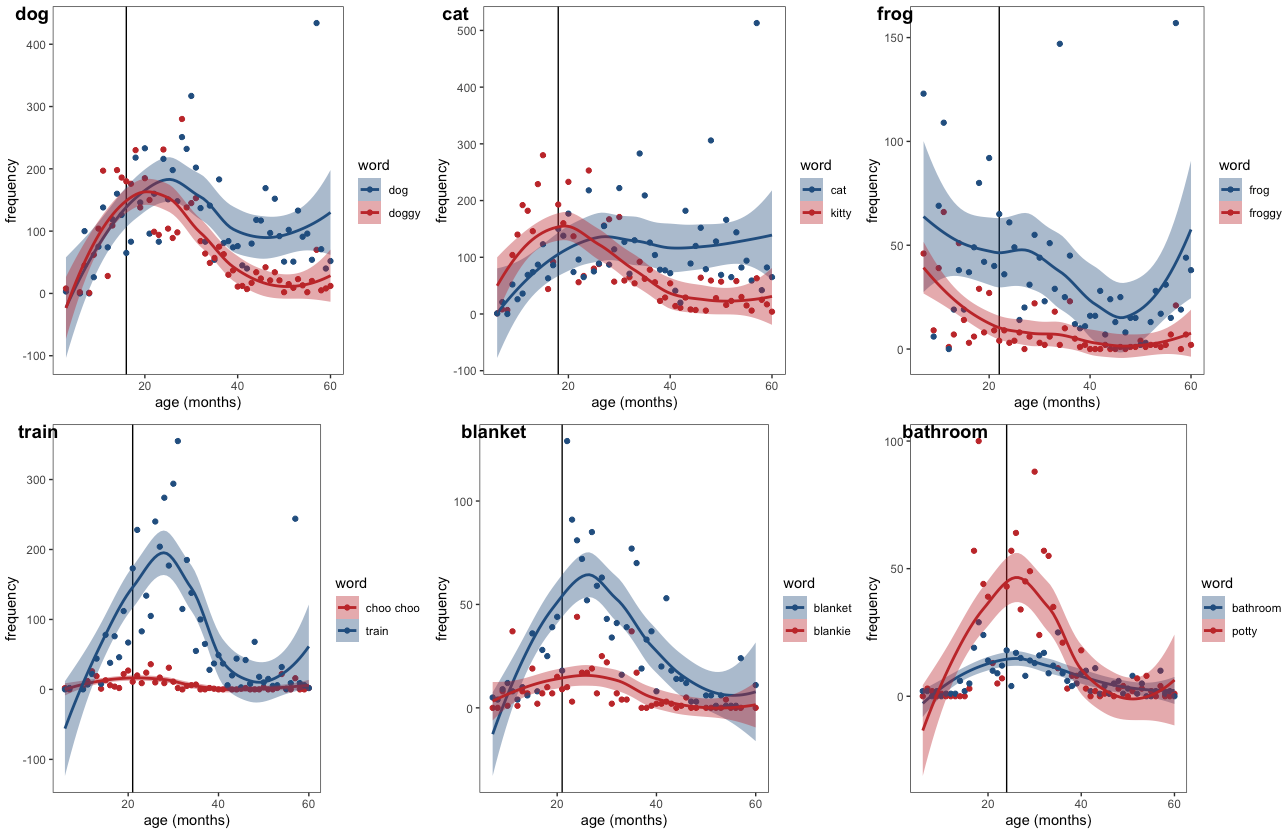 dog
frequency
400
300
200
100
0
-100
20
40
60
age (months)
word
dog
doggy
cat
frequency
500
400
300
200
100
0
-100
20
40
60
age (months)
word
cat
kitty
frog
frequency
150
100
50
0
20
40
60
age (months)
word
frog
froggy
train
frequency
300
200
100
0
-100
20
40
60
age (months)
word
choo choo
train
blanket
frequency
100
50
0
20
40
60
age (months)
word
blanket
blankie
bathroom
frequency
100
50
0
20
40
60
age (months)
word
bathroom
potty